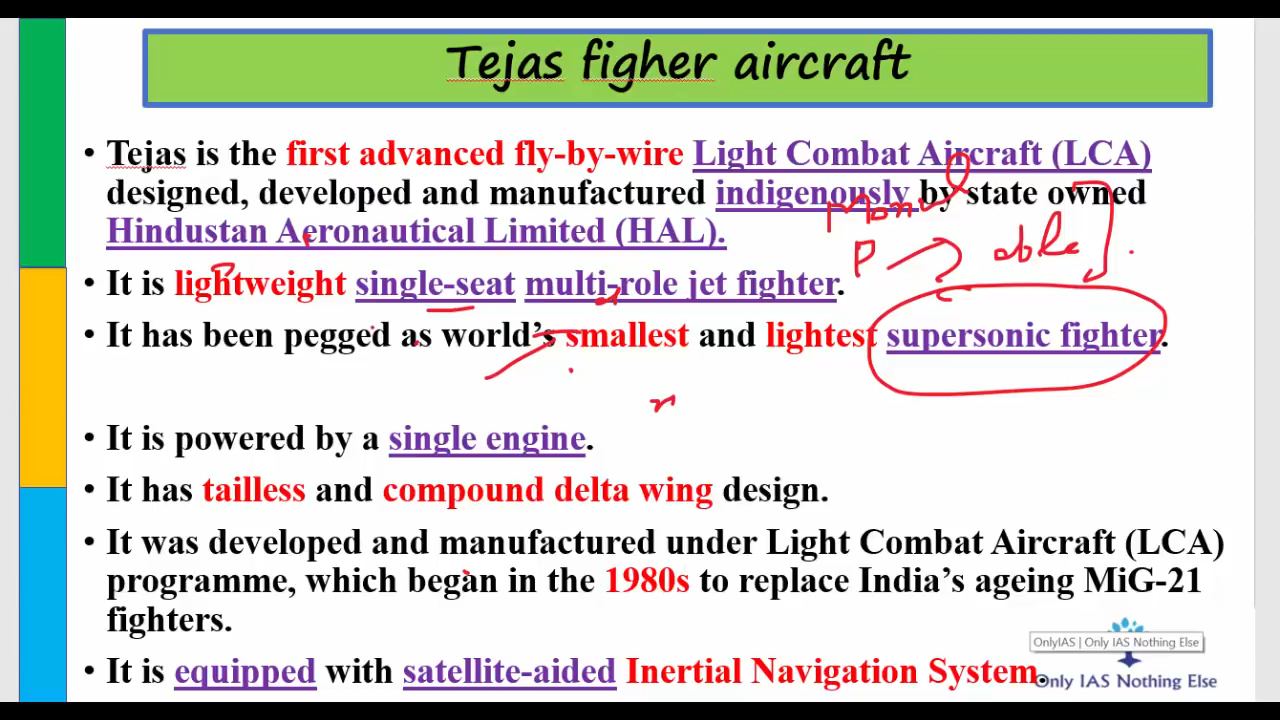 Tejas figher aircraft
• Tejas is the first advanced fly-by-wire Light Combat Aircraft (LCA)
designed, developed and manufactured indigenously by state owned
Hindustan Aeronautical Limited (HAL).
P able
• It is lightweight single-seat multi-role jet fighter.
• It has been pegged as world's smallest and lightest supersonic fighter.
• It is powered by a single engine.
• It has tailless and compound delta wing design.
• It was developed and manufactured under Light Combat Aircraft (LCA)
programme, which began in the 1980s to replace India's ageing MiG-21
fighters.
OnlyIAS | Only IAS Nothing Else
• It is equipped with satellite-aided Inertial Navigation System.
Only IAS Nothing Else